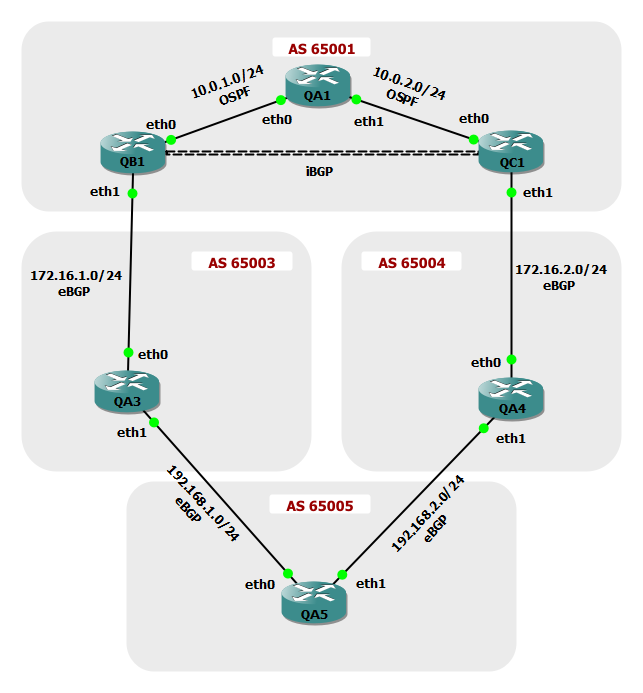 AS 65001
10.0.1.0/24
OSPF
QA1
10.0.2.0/24
OSPF
eth0
eth0
eth1
eth0
QB1
QC1
iBGP
eth1
eth1
AS 65003
AS 65004
172.16.1.0/24
eBGP
172.16.2.0/24
eBGP
eth0
eth0
QA3
QA4
eth1
eth1
192.168.1.0/24
eBGP
192.168.2.0/24
eBGP
AS 65005
eth0
eth1
QA5